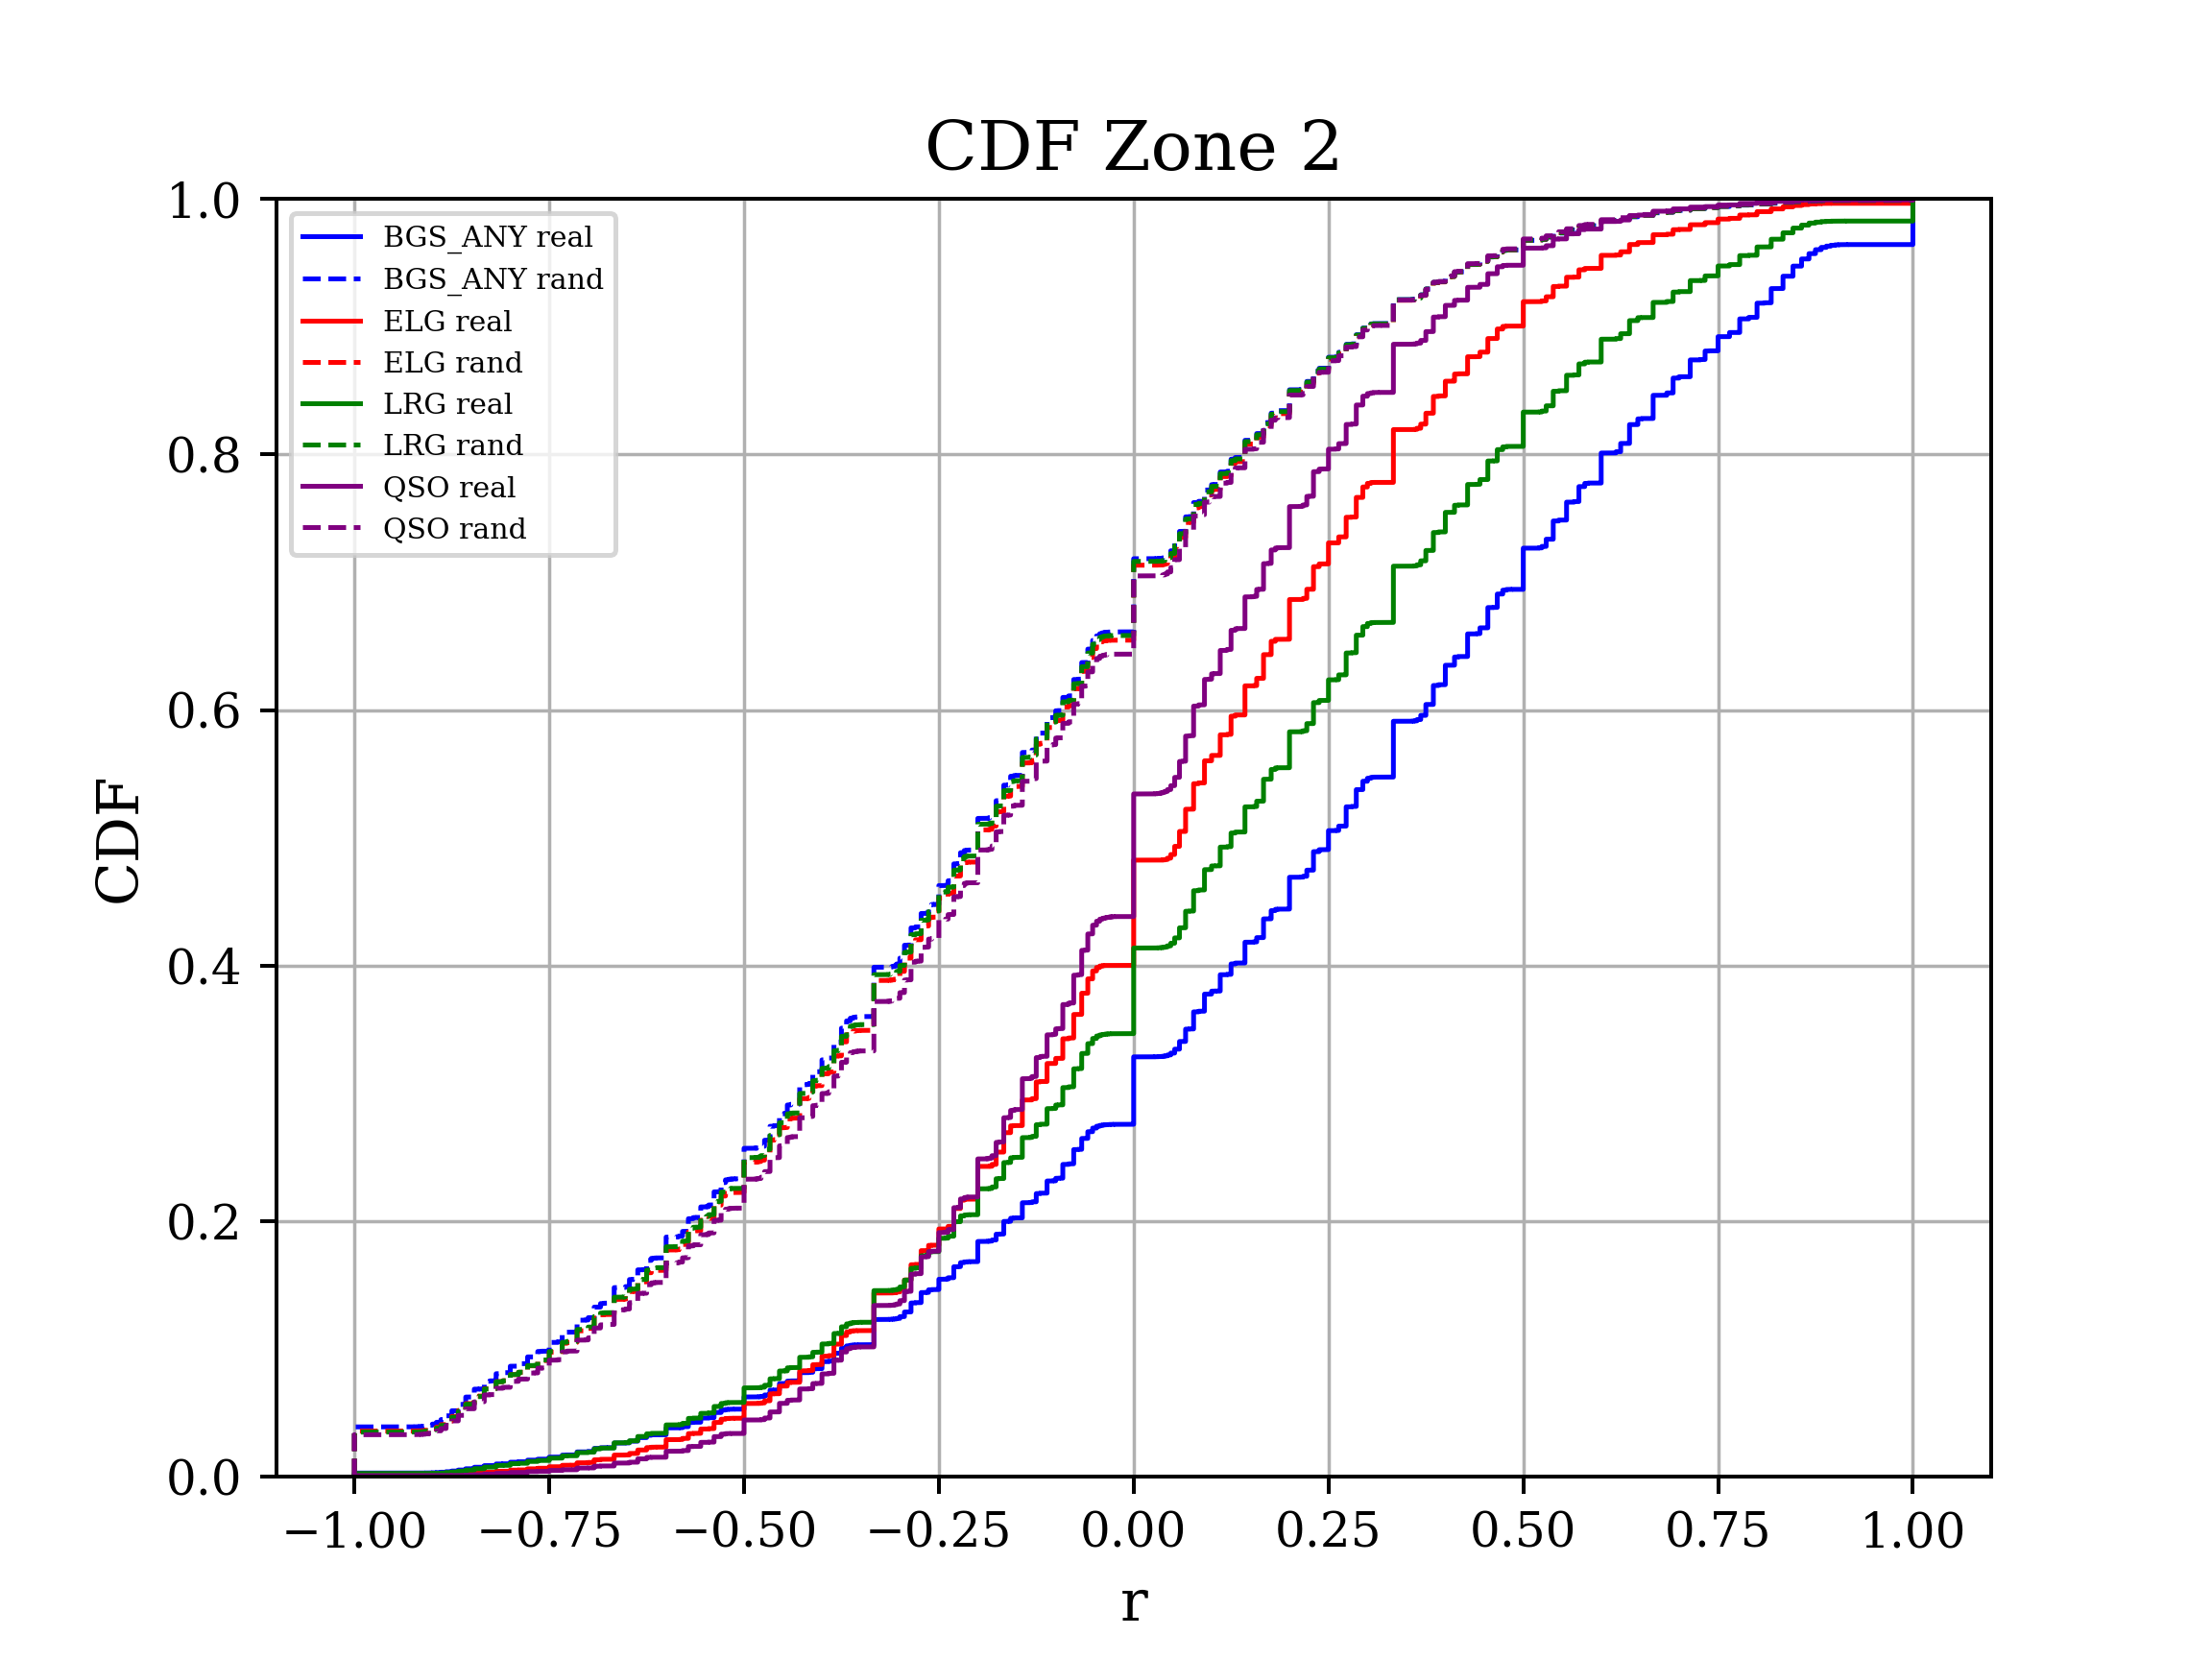 CDF Zone 2
1.0
0.8
0.6
0.4
0.2
0.0
CDF
BGS_ANY real
BGS_ANY rand
ELG real
ELG rand
LRG real
LRG rand
QSO real
QSO rand
−1.00 −0.75 −0.50 −0.25 0.00 0.25 0.50 0.75 1.00
r